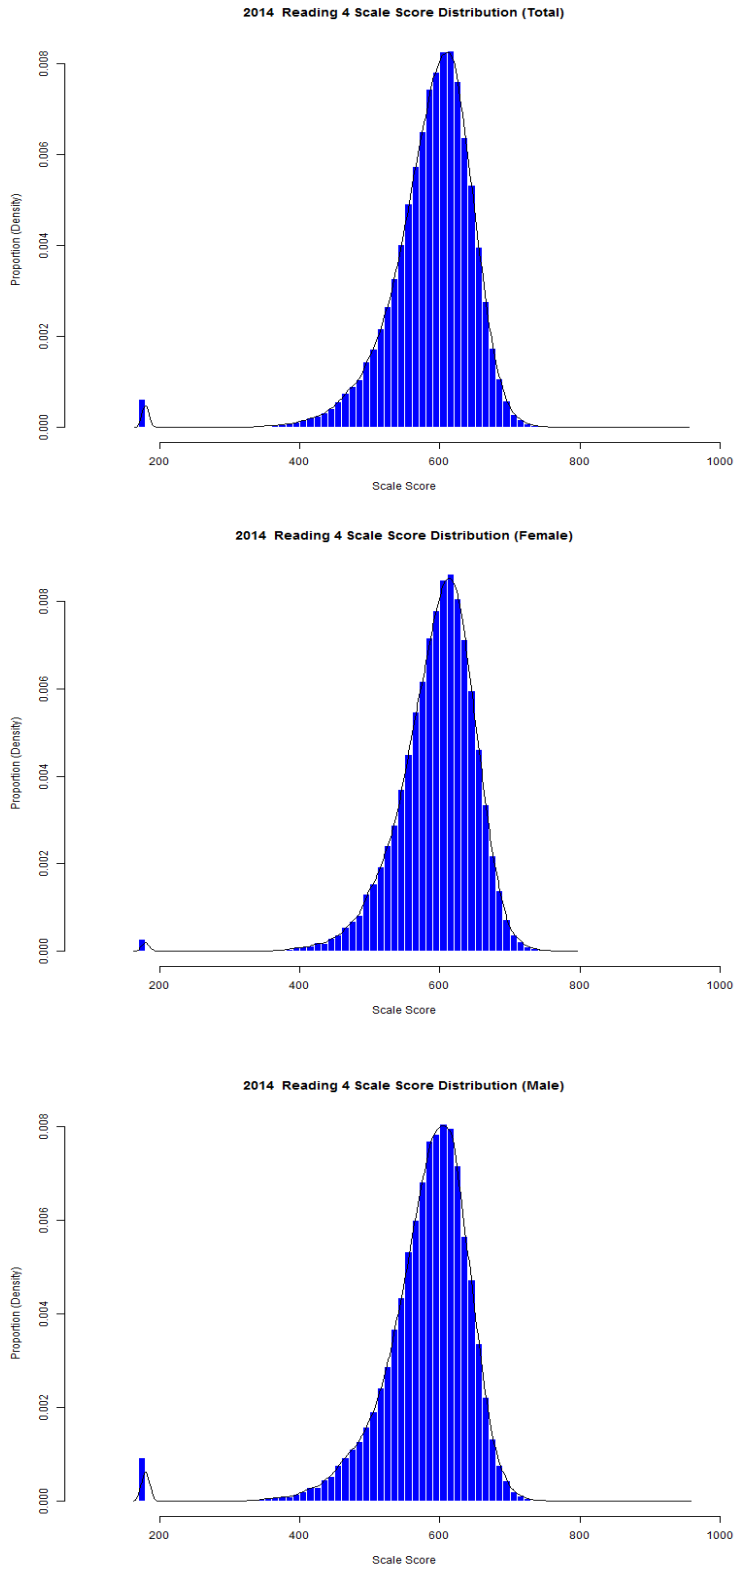 2014  Reading 4 Scale Score Distribution (Total)
Proportion (Density)
0.008
0.006
0.004
0.002
0.000
200 400 600 800 1000
Scale Score
2014  Reading 4 Scale Score Distribution (Female)
Proportion (Density)
0.008
0.006
0.004
0.002
0.000
200 400 600 800 1000
Scale Score
2014  Reading 4 Scale Score Distribution (Male)
Proportion (Density)
0.008
0.006
0.004
0.002
0.000
200 400 600 800 1000
Scale Score